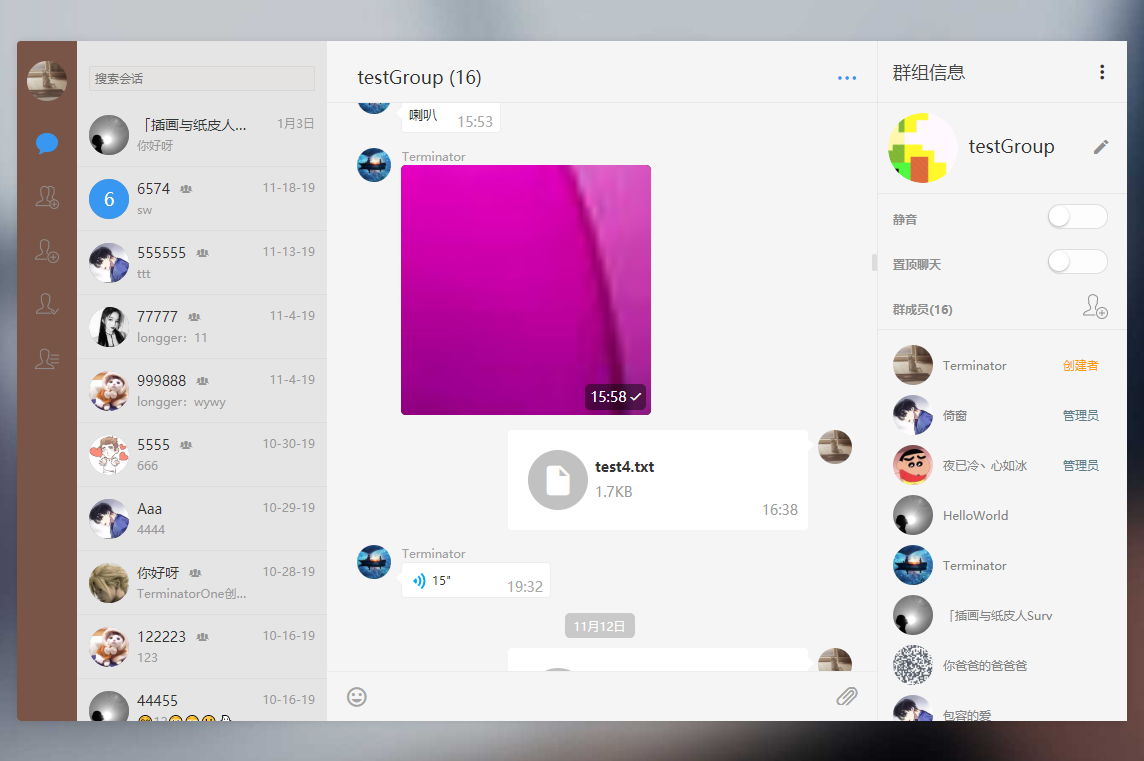 搜索会话
「插画与纸皮人...
1月3日
你好呀
6
6574
11-18-19
sw
555555
11-13-19
ttt
77777
11-4-19
longger：11
999888
11-4-19
longger：wywy
5555
10-30-19
666
Aaa
10-29-19
4444
你好呀
10-28-19
TerminatorOne创...
122223
10-16-19
123
44455
10-16-19
testGroup (16)
喇叭
15:53
Terminator
15:58
test4.txt
1.7KB
16:38
Terminator
15"
19:32
11月12日
群组信息
testGroup
静音
置顶聊天
群成员(16)
Terminator
创建者
倚窗
管理员
夜已冷丶心如冰
管理员
HelloWorld
Terminator
「插画与纸皮人Surv
你爸爸的爸爸爸
包容的爱